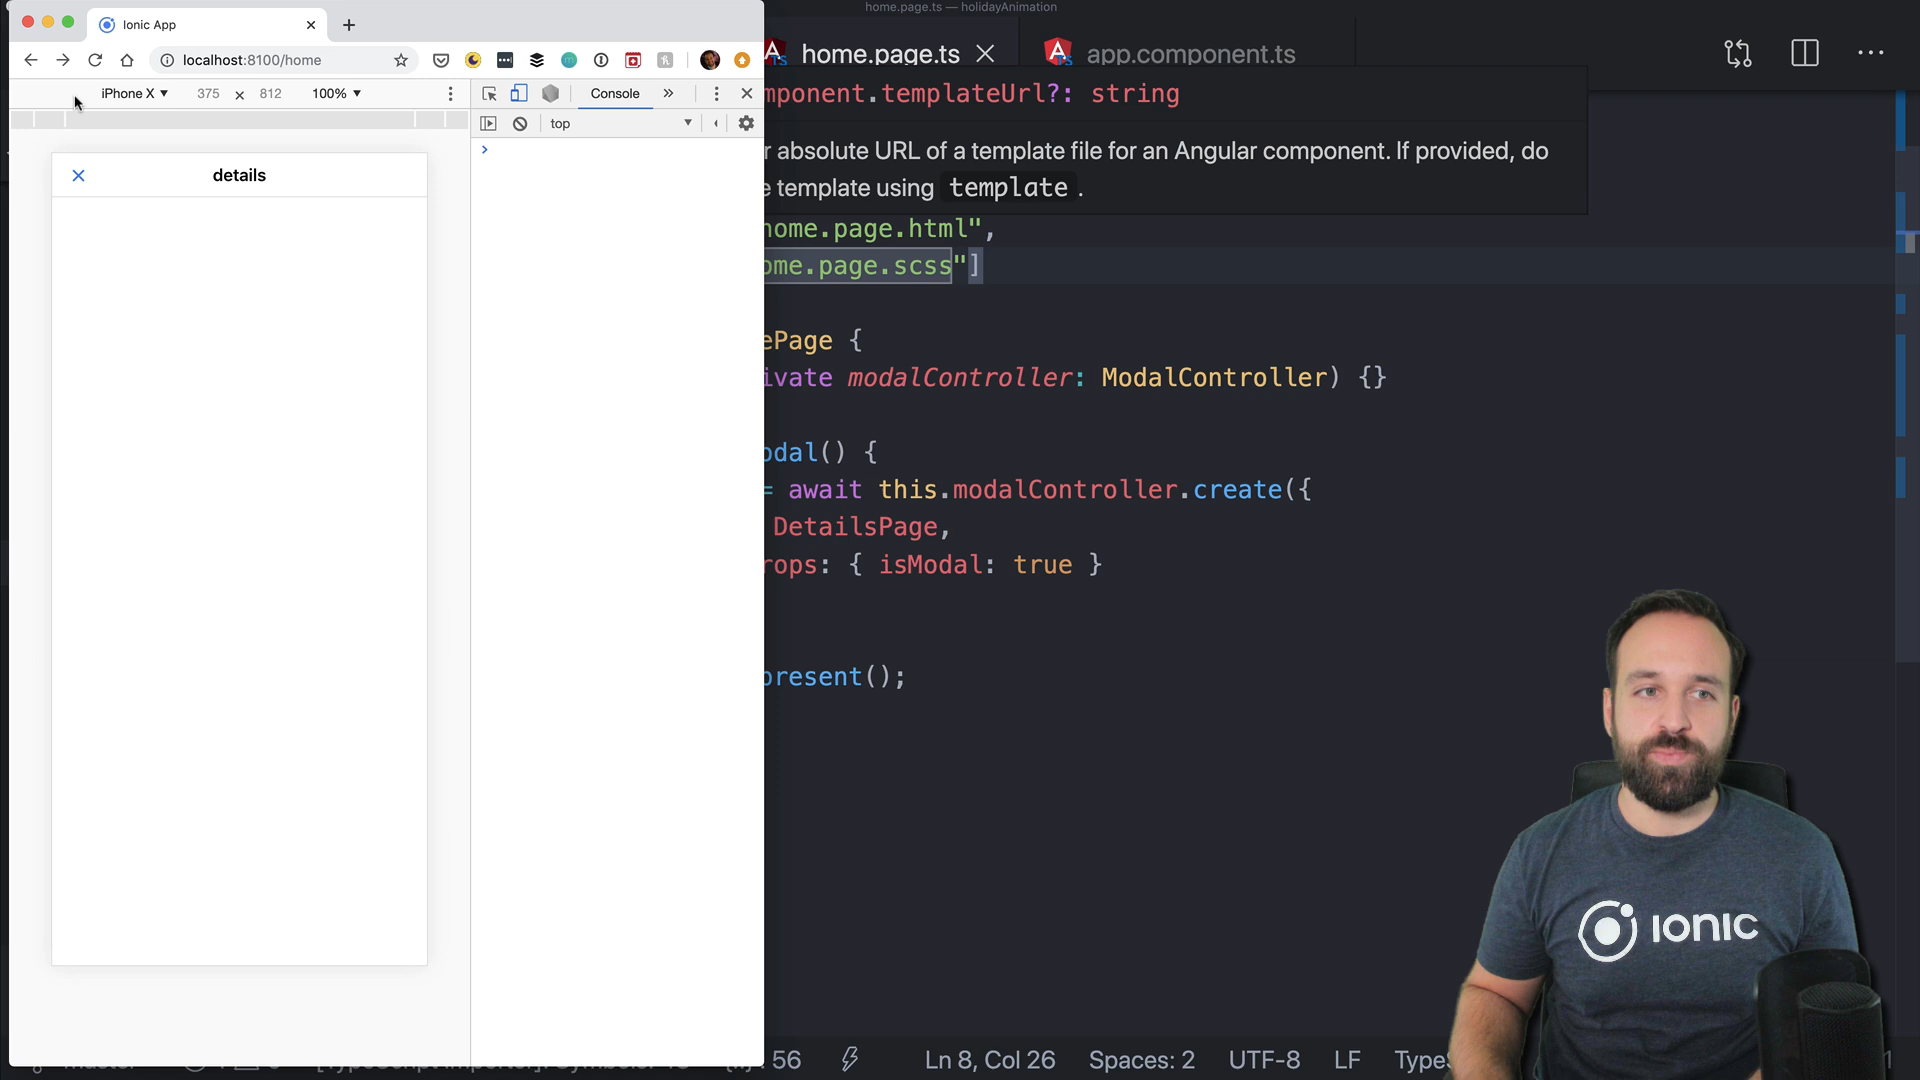 home.page.ts — holidayAnimation
Ionic App
home.page.ts
app.component.ts
localhost:8100/home
iPhone X
375
812
100%
Console
top
mponent.templateUrl?: string
r absolute URL of a template file for an Angular component. If provided, do
e template using template .
details
home.page.html",
ome.page.scss"]
ePage {
ivate modalController: ModalController) {}
odal() {
= await this.modalController.create({
DetailsPage,
rops: { isModal: true }
present();
IONIC
56
Ln 8, Col 26
Spaces: 2
UTF-8
LF
TypeS